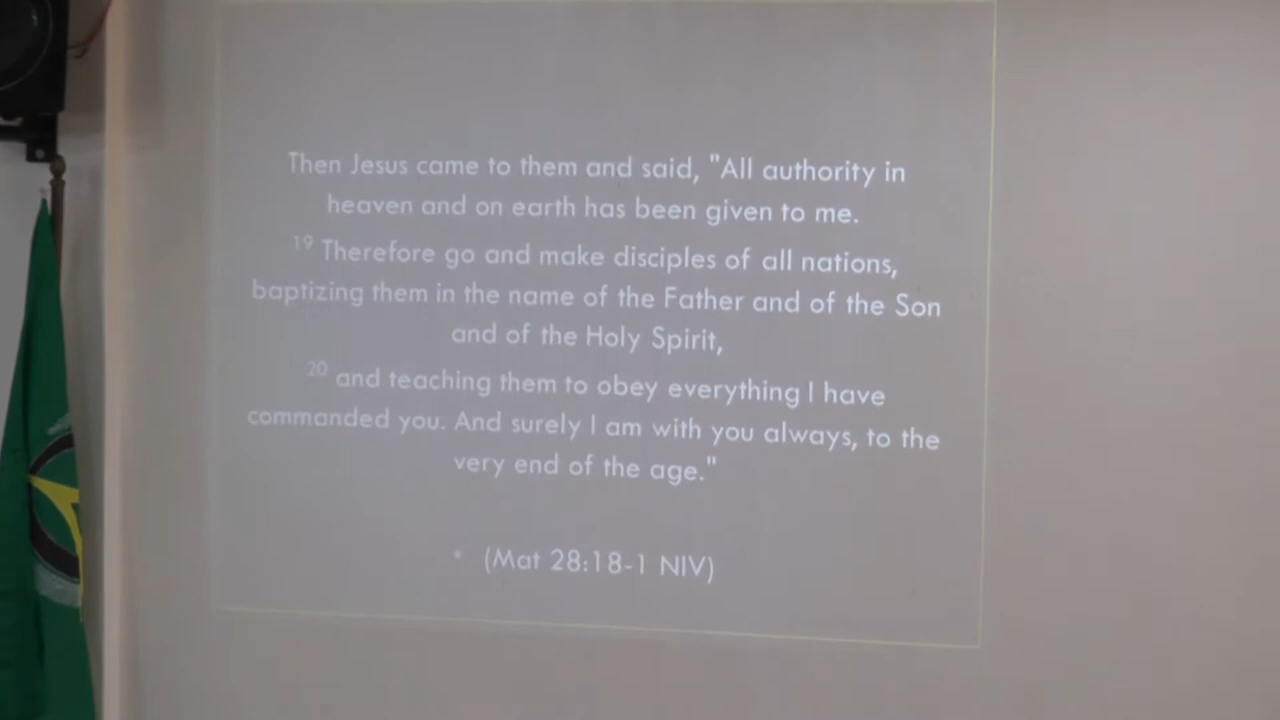 Then Jesus came to them and said, "All authority in
heaven and on earth has been given to me.
19 Therefore go and make disciples of all nations,
baptizing them in the name of the Father and of the Son
and of the Holy Spirit,
20 and teaching them to obey everything I have
commanded you. And surely I am with you always, to the
very end of the age."
• (Mat 28:18-1 NIV)